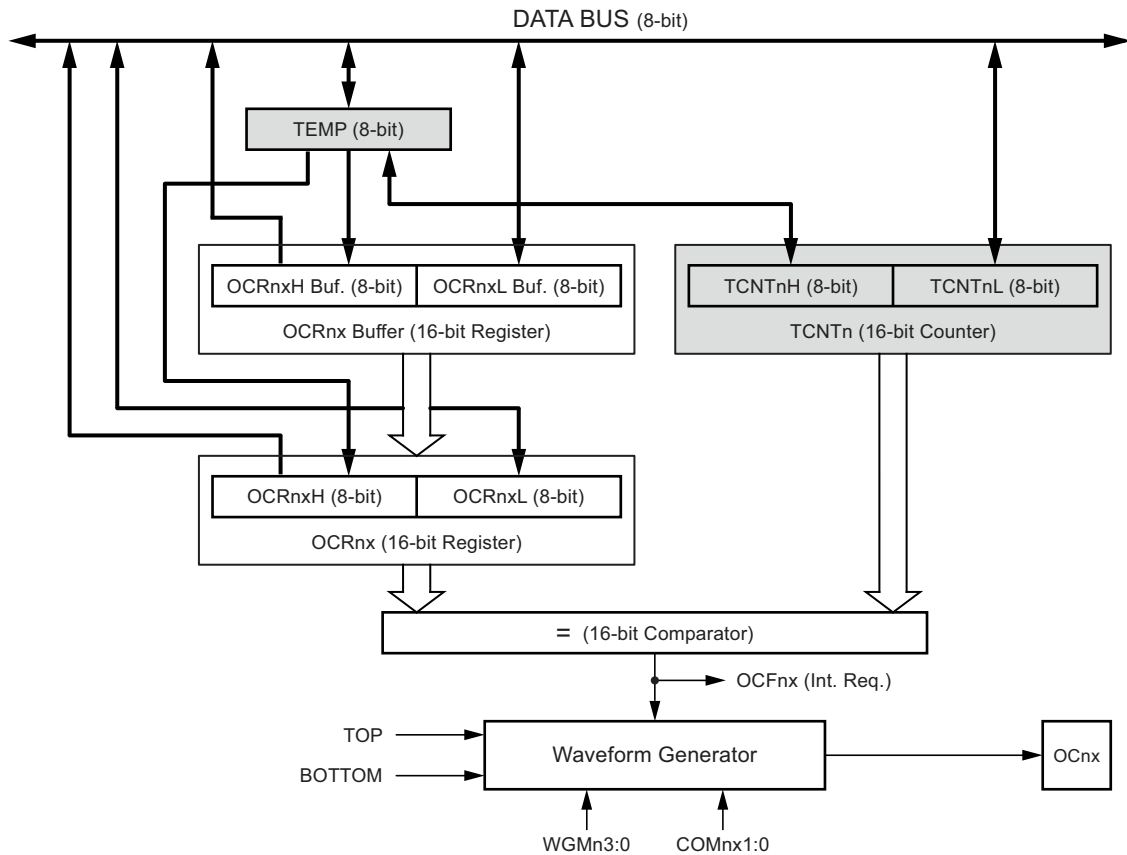 DATA BUS (8-bit)
TEMP (8-bit)
OCRnxH Buf. (8-bit)
OCRnxL Buf. (8-bit)
OCRnx Buffer (16-bit Register)
TCNTnH (8-bit)
TCNTnL (8-bit)
TCNTn (16-bit Counter)
OCRnxH (8-bit)
OCRnxL (8-bit)
OCRnx (16-bit Register)
= (16-bit Comparator)
OCFnx (Int. Req.)
TOP
BOTTOM
Waveform Generator
OCnx
WGMn3:0
COMnx1:0